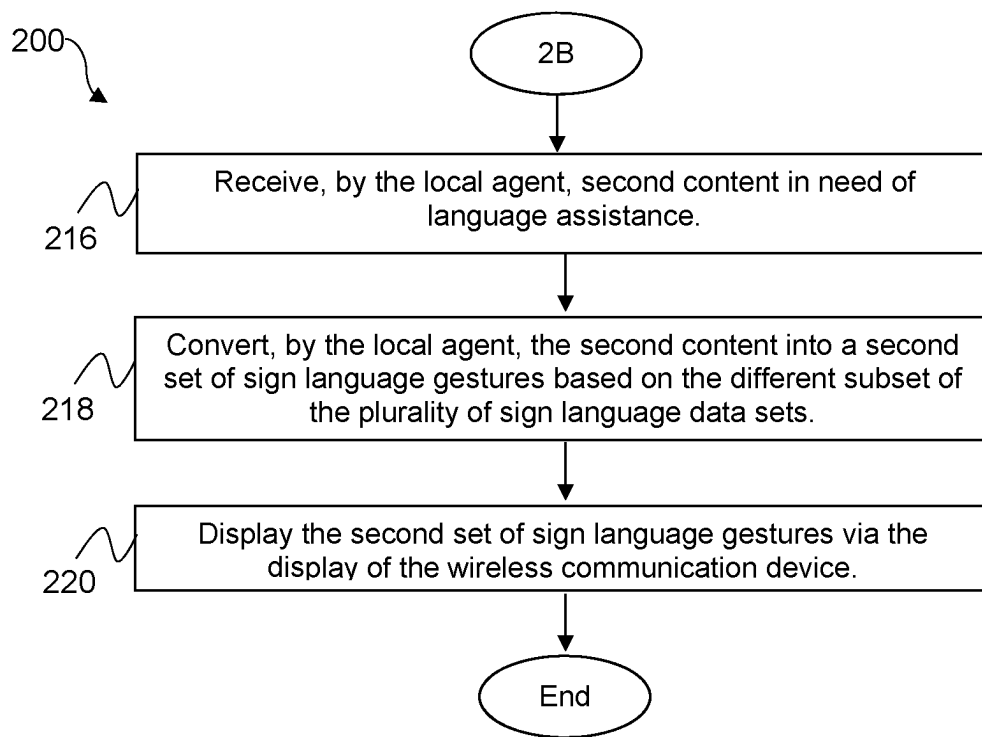 200
2B
Receive, by the local agent, second content in need of
language assistance.
216
Convert, by the local agent, the second content into a second
set of sign language gestures based on the different subset of
the plurality of sign language data sets.
218
Display the second set of sign language gestures via the
display of the wireless communication device.
220
End